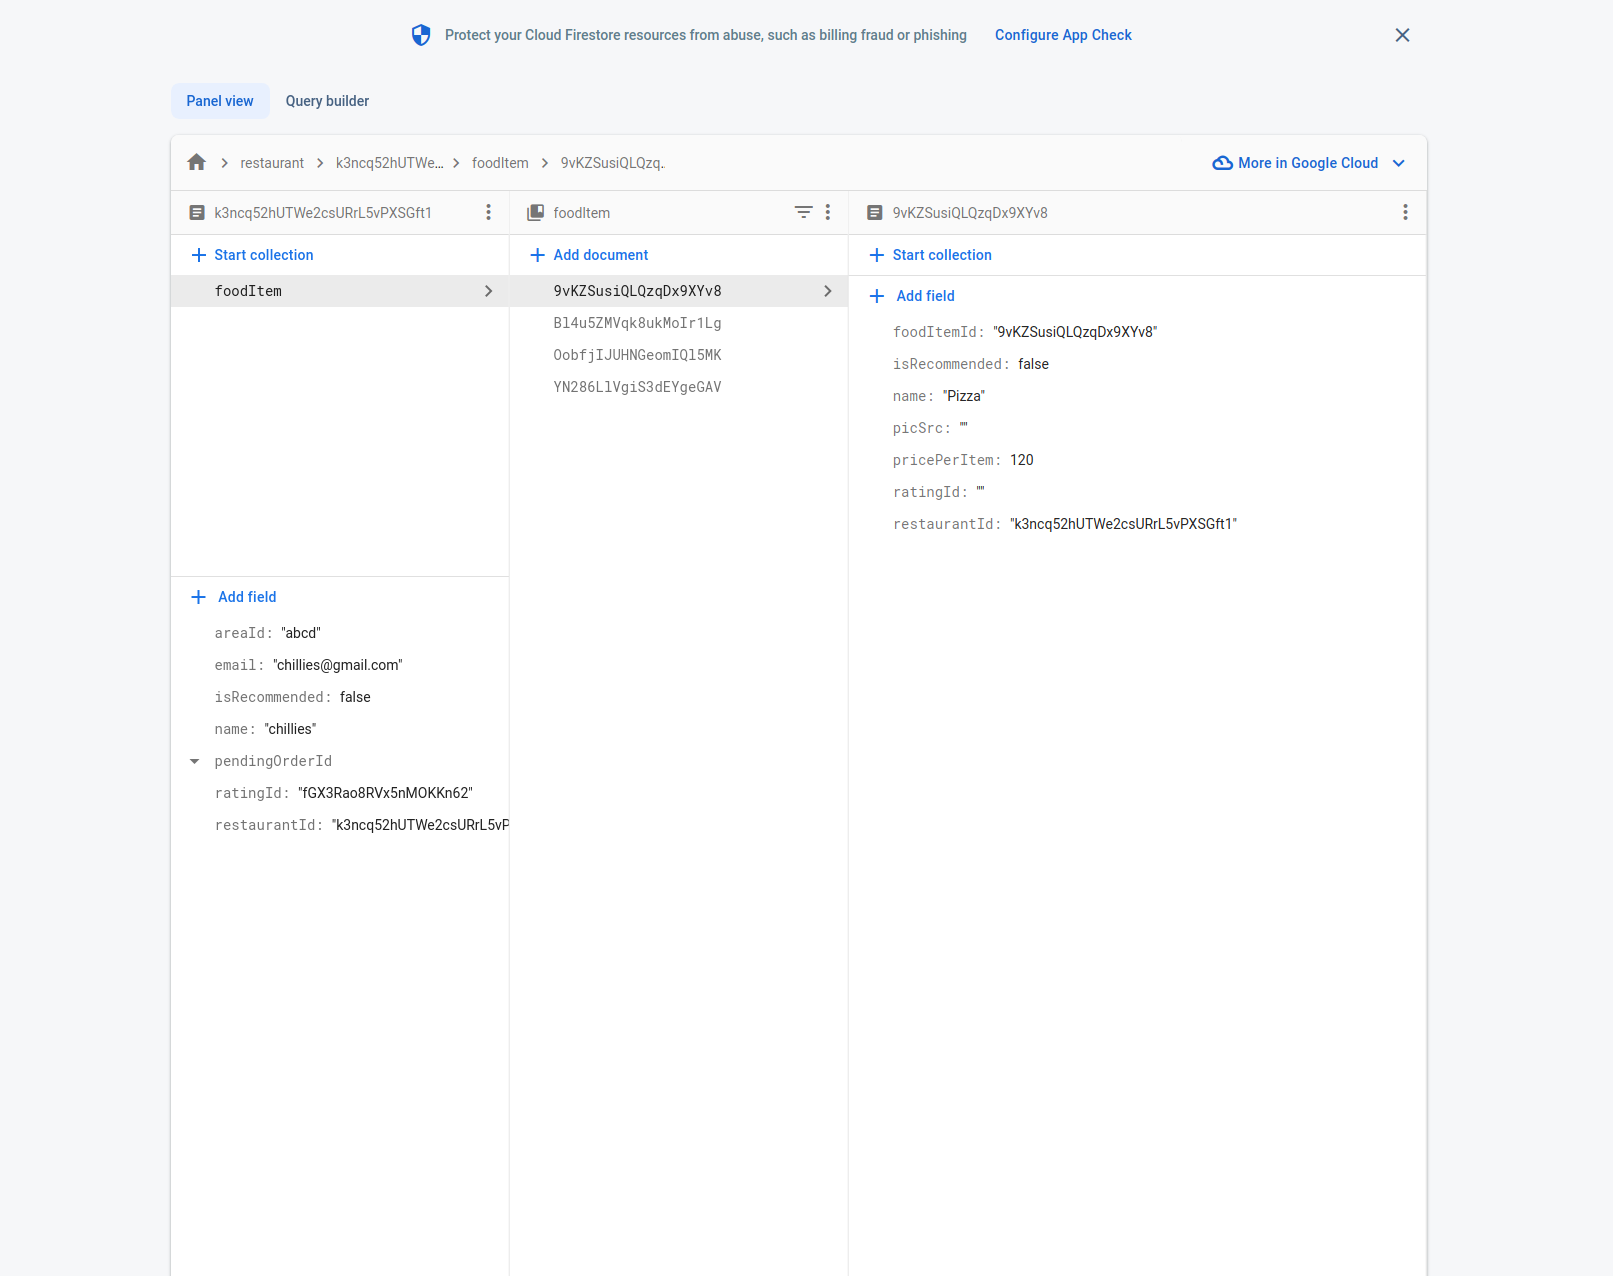 Protect your Cloud Firestore resources from abuse, such as billing fraud or phishing Configure App Check
Panel view Query builder
restaurant k3ncq52hUTWe... foodItem 9vKZSusiQLQzq.. More in Google Cloud
k3ncq52hUTWe2csURrL5vPXSGft1
Start collection
foodItem
Add field
areaId: "abcd"
email: "chillies@gmail.com"
isRecommended: false
name: "chillies"
pendingOrderId
ratingId: "fGX3Rao8RVx5nMOKKn62"
restaurantId: "k3ncq52hUTWe2csURrL5vP
foodItem
Add document
9vKZSusiQLQzqDx9XYv8
Bl4u5ZMVqk8ukMoIr1Lg
OobfjIJUHNGeomIQl5MK
YN286LlVgiS3dEYgeGAV
9vKZSusiQLQzqDx9XYv8
Start collection
Add field
foodItemId: "9vKZSusiQLQzqDx9XYv8"
isRecommended: false
name: "Pizza"
picSrc: ""
pricePerItem: 120
ratingId: ""
restaurantId: "k3ncq52hUTWe2csURrL5vPXSGft1"